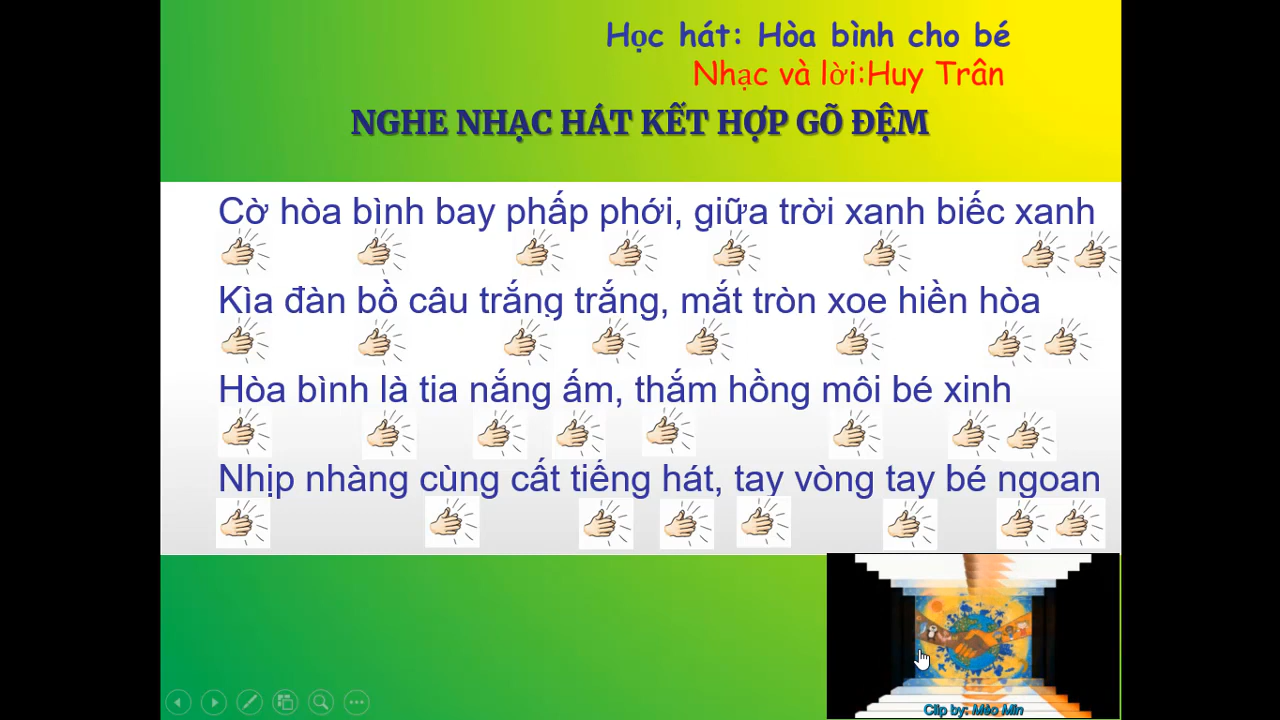 Học hát: Hòa bình cho bé
Nhạc và lời:Huy Trân
NGHE NHẠC HÁT KẾT HỢP GÕ ĐỆM
Cờ hòa bình bay phấp phới, giữa trời xanh biếc xanh
Kìa đàn bồ câu trắng trắng, mắt tròn xoe hiền hòa
Hòa bình là tia nắng ấm, thắm hồng môi bé xinh
Nhịp nhàng cùng cất tiếng hát, tay vòng tay bé ngoan
Clip by: Mèo Min